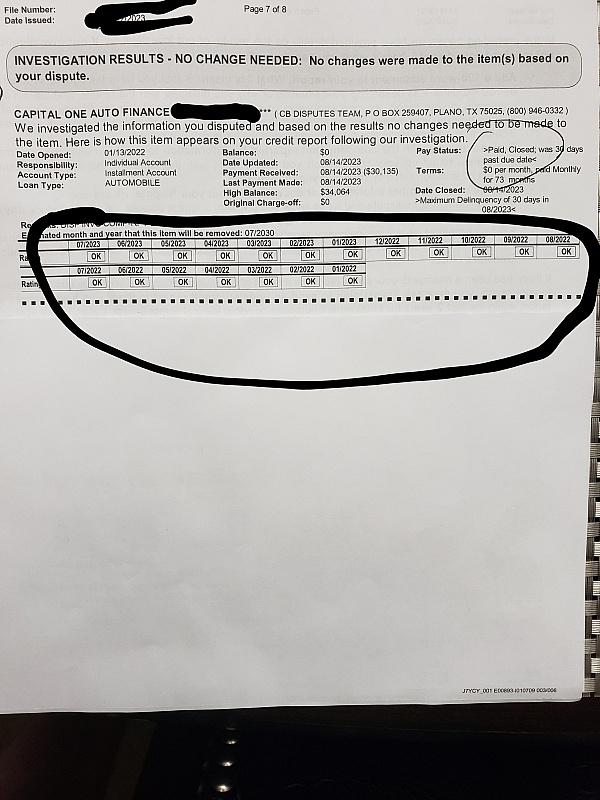 File Number:
Page 7 of 8
Date Issued: /2023
INVESTIGATION RESULTS - NO CHANGE NEEDED: No changes were made to the item(s) based on
your dispute.
CAPITAL ONE AUTO FINANCE *** ( CB DISPUTES TEAM, P O BOX 259407, PLANO, TX 75025, (800) 946-0332 )
We investigated the information you disputed and based on the results no changes needed to be made to
the item. Here is how this item appears on your credit report following our investigation.
Date Opened: 01/13/2022 Balance: $0 Pay Status: >Paid, Closed; was 30 days
Responsibility: Individual Account Date Updated: 08/14/2023 past due date<
Account Type: Installment Account Payment Received: 08/14/2023 ($30,135) Terms: $0 per month, paid Monthly
Loan Type: AUTOMOBILE Last Payment Made: 08/14/2023 for 73 months
High Balance: $34,064 Date Closed: 08/14/2023
Original Charge-off: $0 >Maximum Delinquency of 30 days in
08/2023<
Estimated month and year that this item will be removed: 07/2030
07/2023 06/2023 05/2023 04/2023 03/2023 02/2023 01/2023 12/2022 11/2022 10/2022 09/2022 08/2022
OK OK OK OK OK OK OK OK OK OK OK OK
07/2022 06/2022 05/2022 04/2022 03/2022 02/2022 01/2022
Rating OK OK OK OK OK OK OK